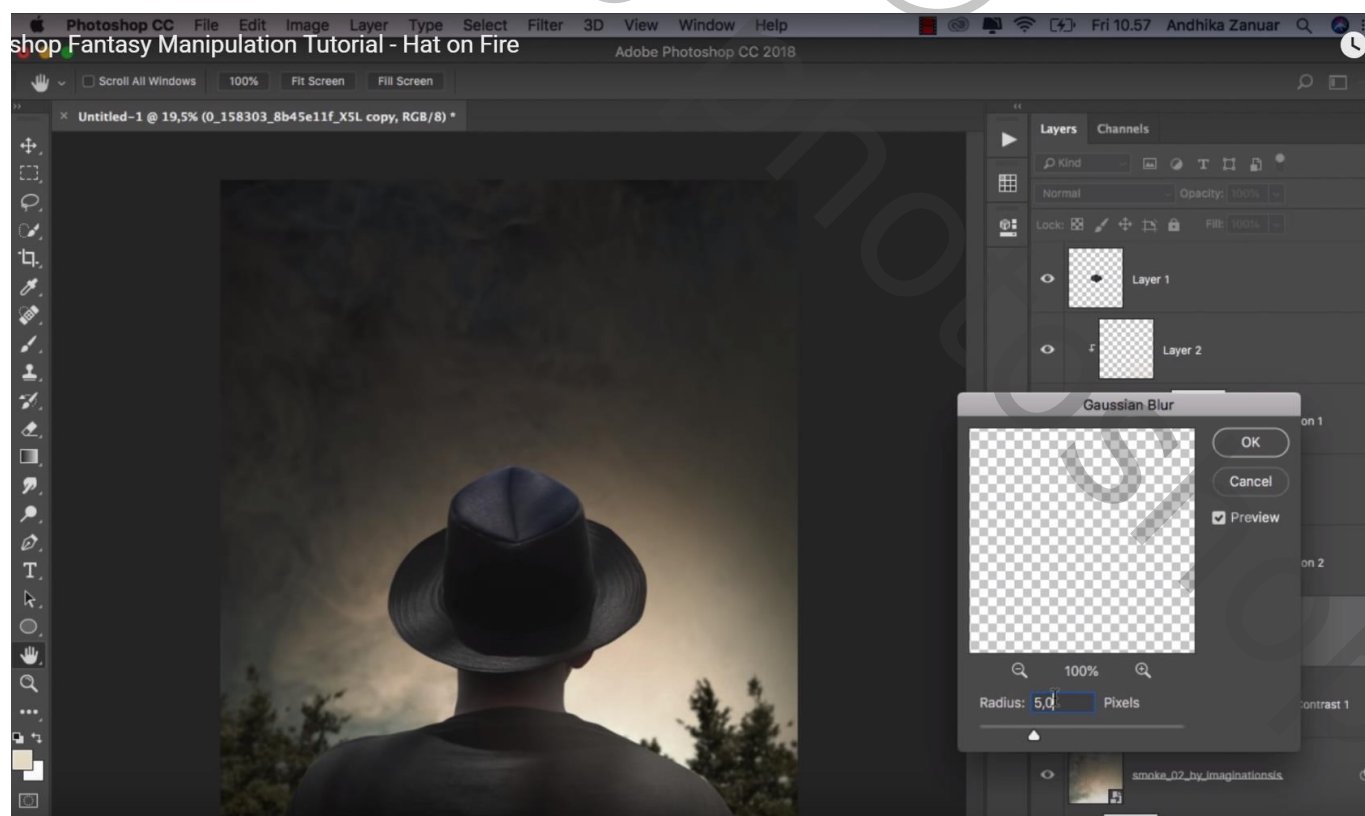 Photoshop CC File Edit Image Layer Type Select Filter 3D View Window Help Fri 10.57 Andhika Zanuar
shop Fantasy Manipulation Tutorial - Hat on Fire
Adobe Photoshop CC 2018
Scroll All Windows 100% Fit Screen Fill Screen
× Untitled-1 @ 19,5% (0_158303_8b45e11f_X5L copy, RGB/8) *
Layers Channels
Kind
Normal Opacity: 100%
Lock: Fill: 100%
Layer 1
Layer 2
Gaussian Blur
on 1
OK
Cancel
Preview
on 2
100%
Radius: 5,0 Pixels
Contrast 1
smoke_02_by_imaginationsis
T